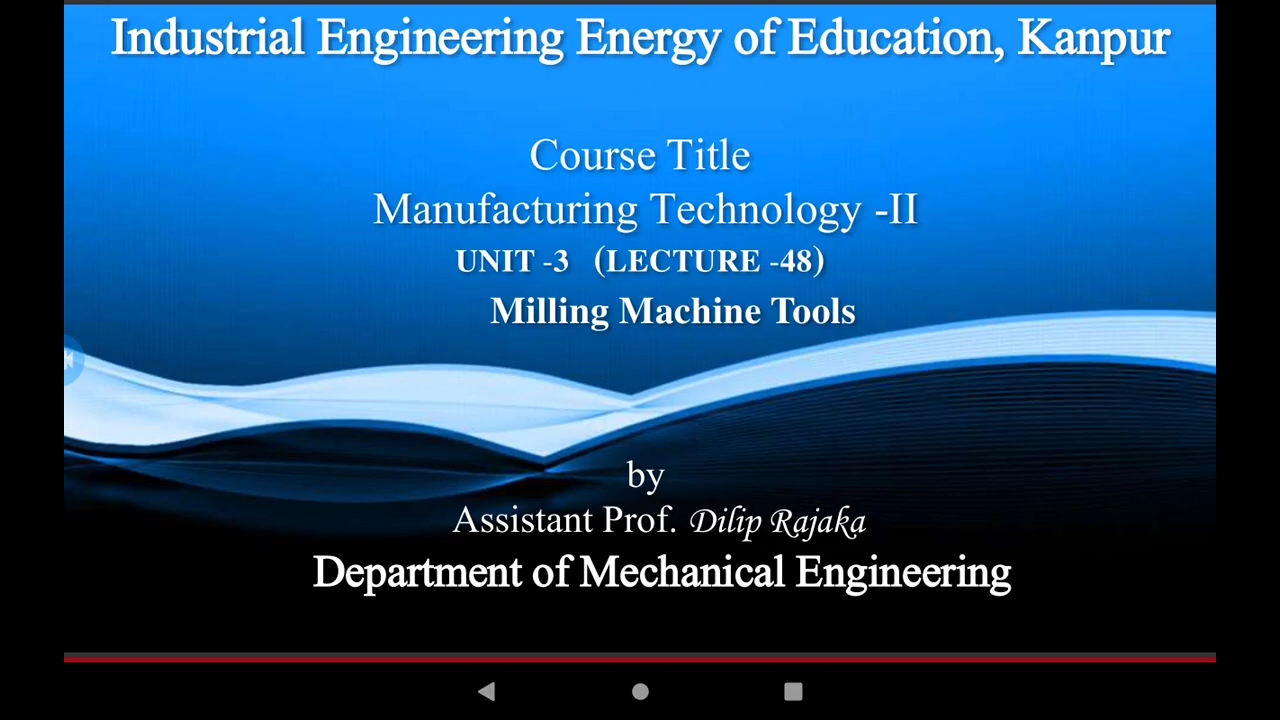 Industrial Engineering Energy of Education, Kanpur
Course Title
Manufacturing Technology -II
UNIT -3 (LECTURE -48)
Milling Machine Tools
by
Assistant Prof. Dilip Rajaka
Department of Mechanical Engineering